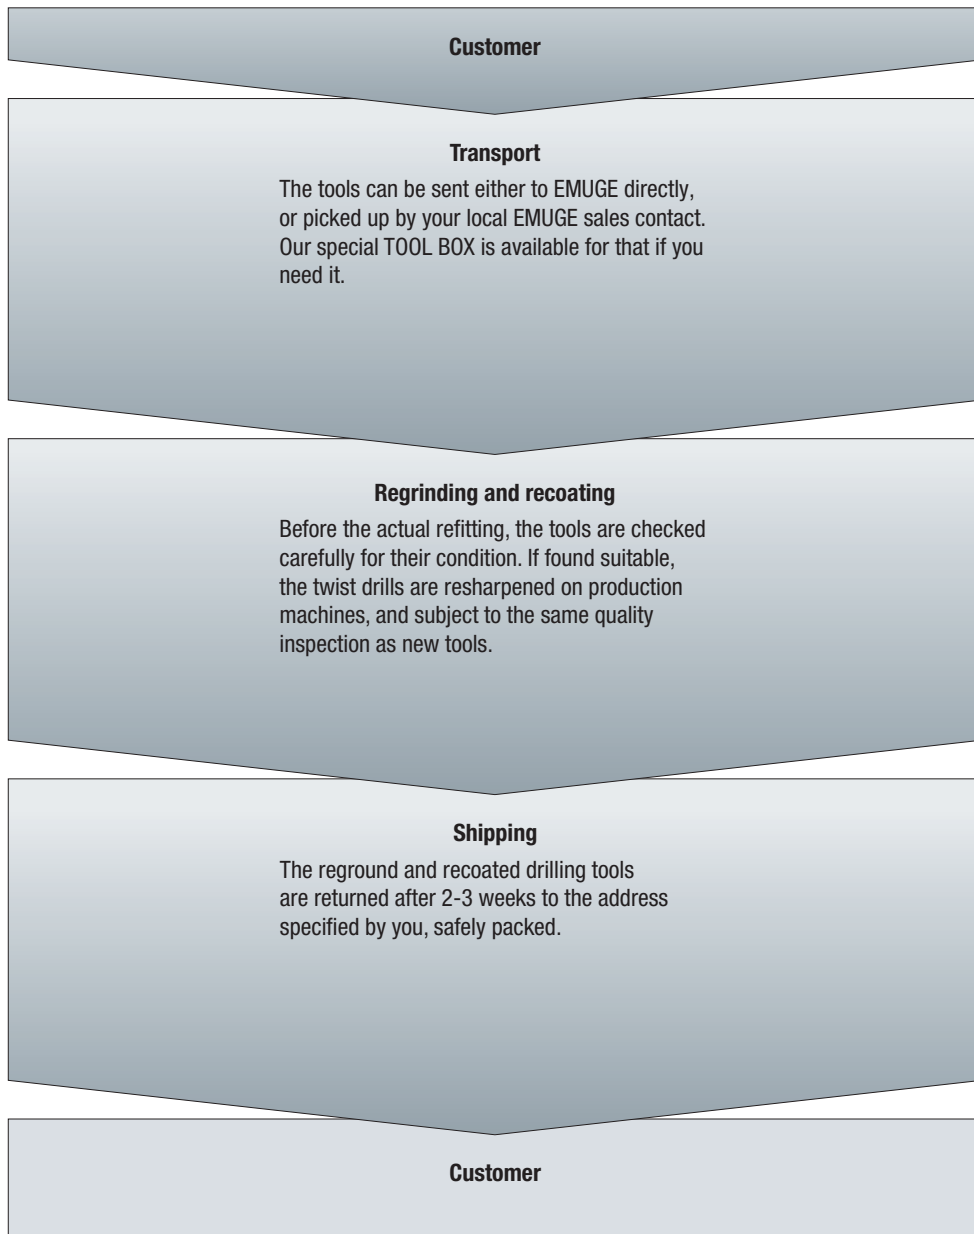 Customer
Transport
The tools can be sent either to EMUGE directly,
or picked up by your local EMUGE sales contact.
Our special TOOL BOX is available for that if you
need it.
Regrinding and recoating
Before the actual refitting, the tools are checked
carefully for their condition. If found suitable,
the twist drills are resharpened on production
machines, and subject to the same quality
inspection as new tools.
Shipping
The reground and recoated drilling tools
are returned after 2-3 weeks to the address
specified by you, safely packed.
Customer